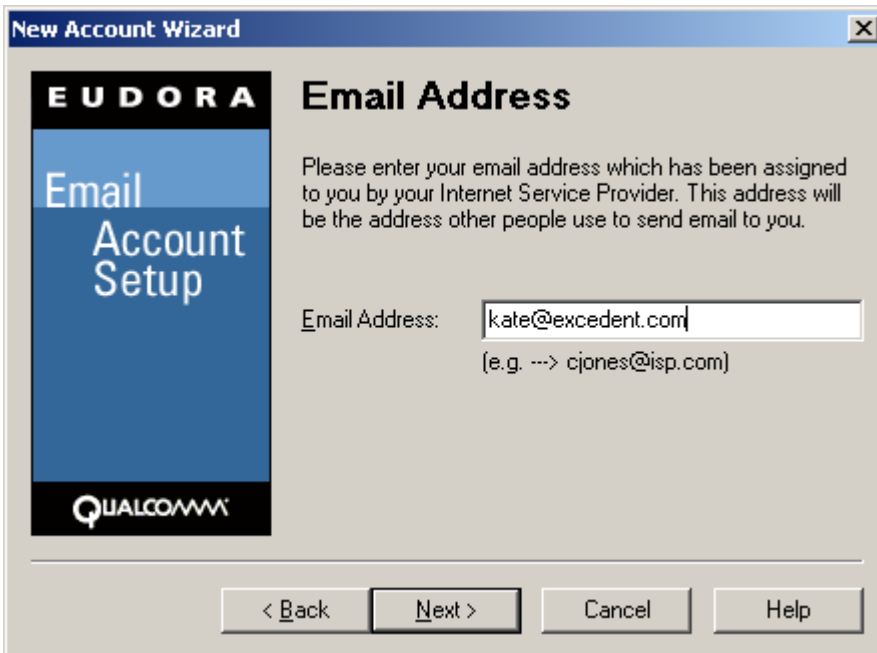 New Account Wizard
EUDORA
Email
Account
Setup
QUALCOMM
Email Address
Please enter your email address which has been assigned
to you by your Internet Service Provider. This address will
be the address other people use to send email to you.
Email Address: kate@excedent.com
(e.g. ---> cjones@isp.com)
< Back Next > Cancel Help